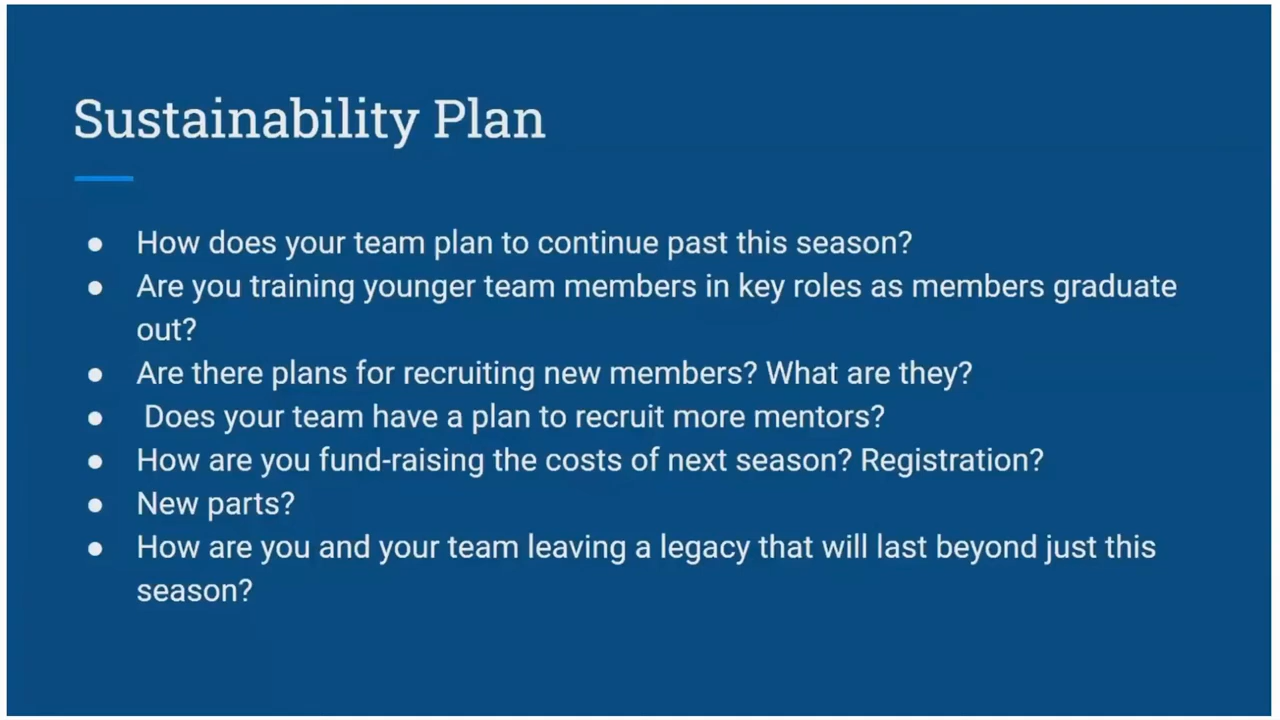 Sustainability Plan
● How does your team plan to continue past this season?
● Are you training younger team members in key roles as members graduate
out?
● Are there plans for recruiting new members? What are they?
● Does your team have a plan to recruit more mentors?
● How are you fund-raising the costs of next season? Registration?
● New parts?
● How are you and your team leaving a legacy that will last beyond just this
season?